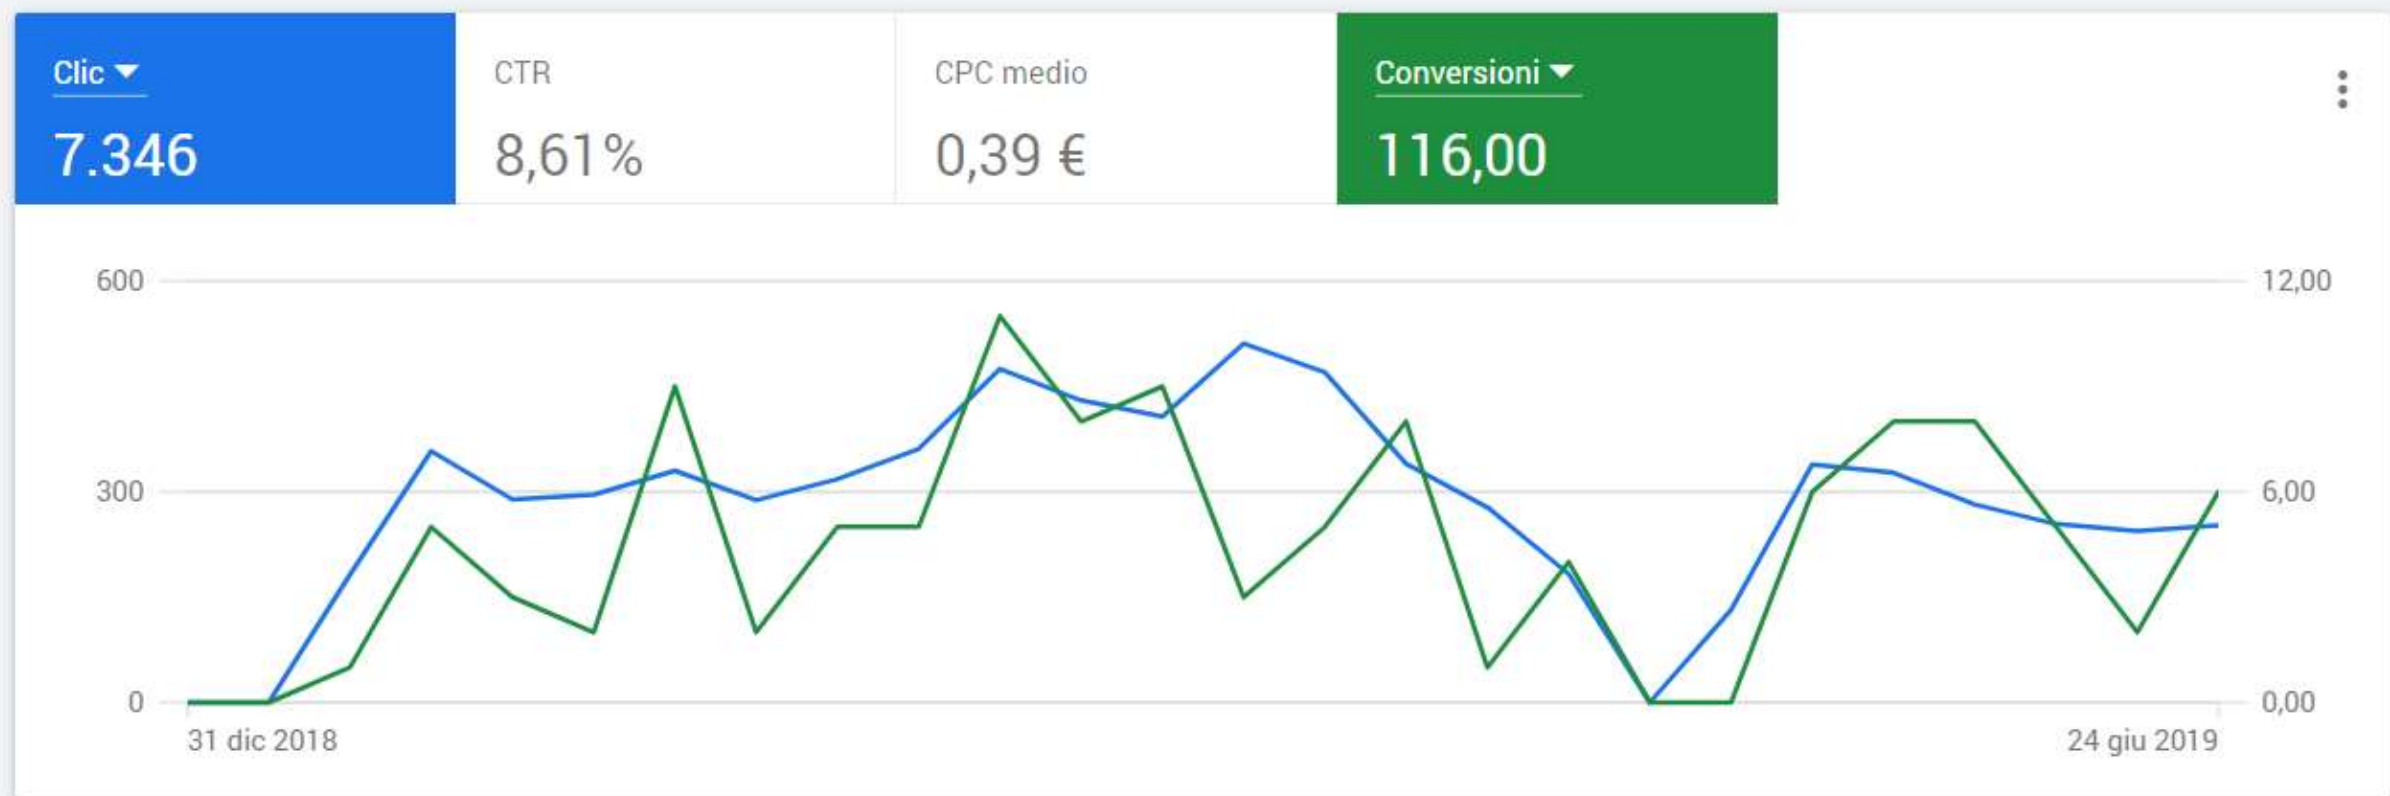 Clic
7.346
CTR
8,61%
CPC medio
0,39 €
Conversioni
116,00
600
12,00
300
6,00
0
0,00
31 dic 2018
24 giu 2019